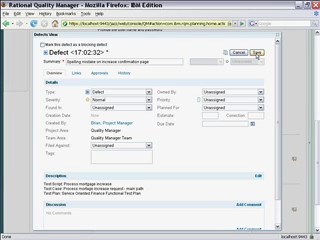 Rational Quality Manager - Mozilla Firefox: IBM Edition
File Edit View History Bookmarks Tools Help
Defects View
Mark this defect as a blocking defect
Defect <17:02:32> *
Cancel Save
Summary: * Spelling mistake on increase confirmation page
Overview Links Approvals History
Details
Type: Defect Owned By: Unassigned
Severity: Normal Priority: Unassigned
Found In: Unassigned Planned For: Unassigned
Creation Date: Now Estimate: Correction:
Created By: Brian, Project Manager Due Date:
Project Area: Quality Manager
Team Area: Quality Manager Team
Filed Against: Unassigned
Tags:
Description Edit
Test Script: Process mortgage increase
Test Case: Process mortgage increase request : main path
Test Plan: Service Oriented Finance Functional Test Plan
Discussion Add Comment
No Comments
Add Comment
Done localhost:9443